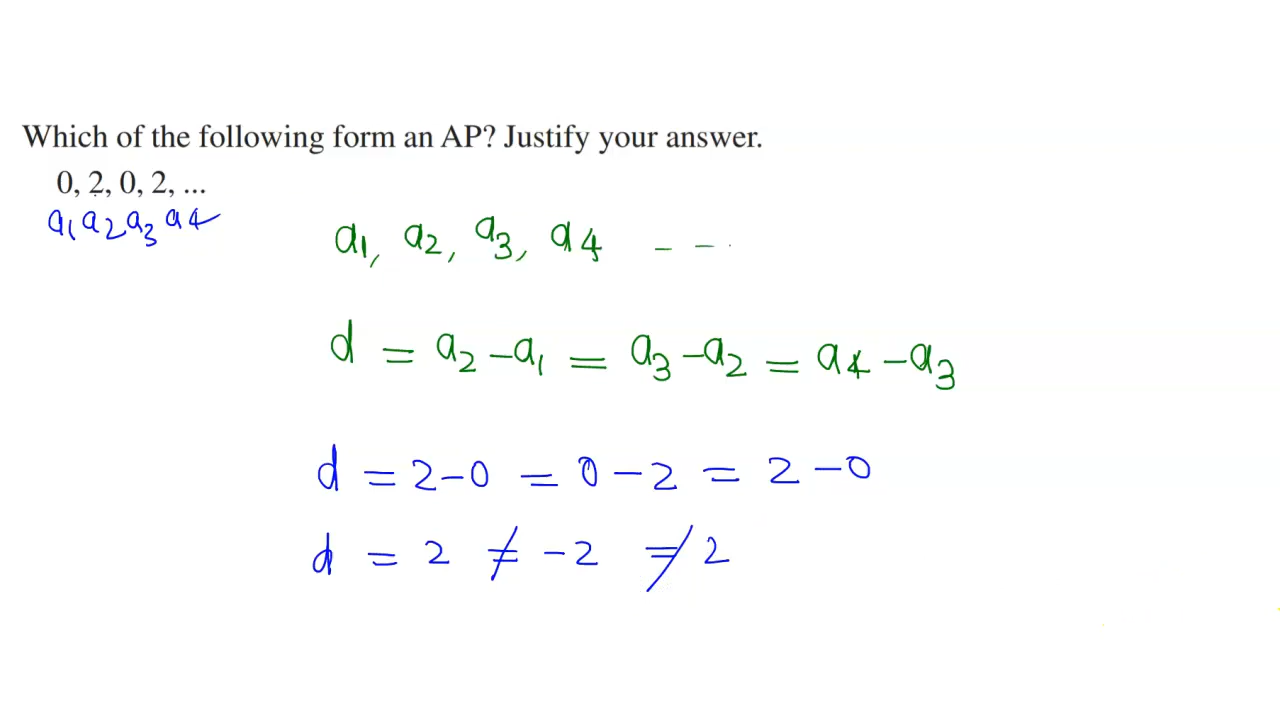 Which of the following form an AP? Justify your answer.
0, 2, 0, 2, ...
a1 a2 a3 a4
a1, a2, a3, a4 - - -
d = a2 - a1 = a3 - a2 = a4 - a3
d = 2 - 0 = 0 - 2 = 2 - 0
d = 2 ≠ -2 ≠ 2